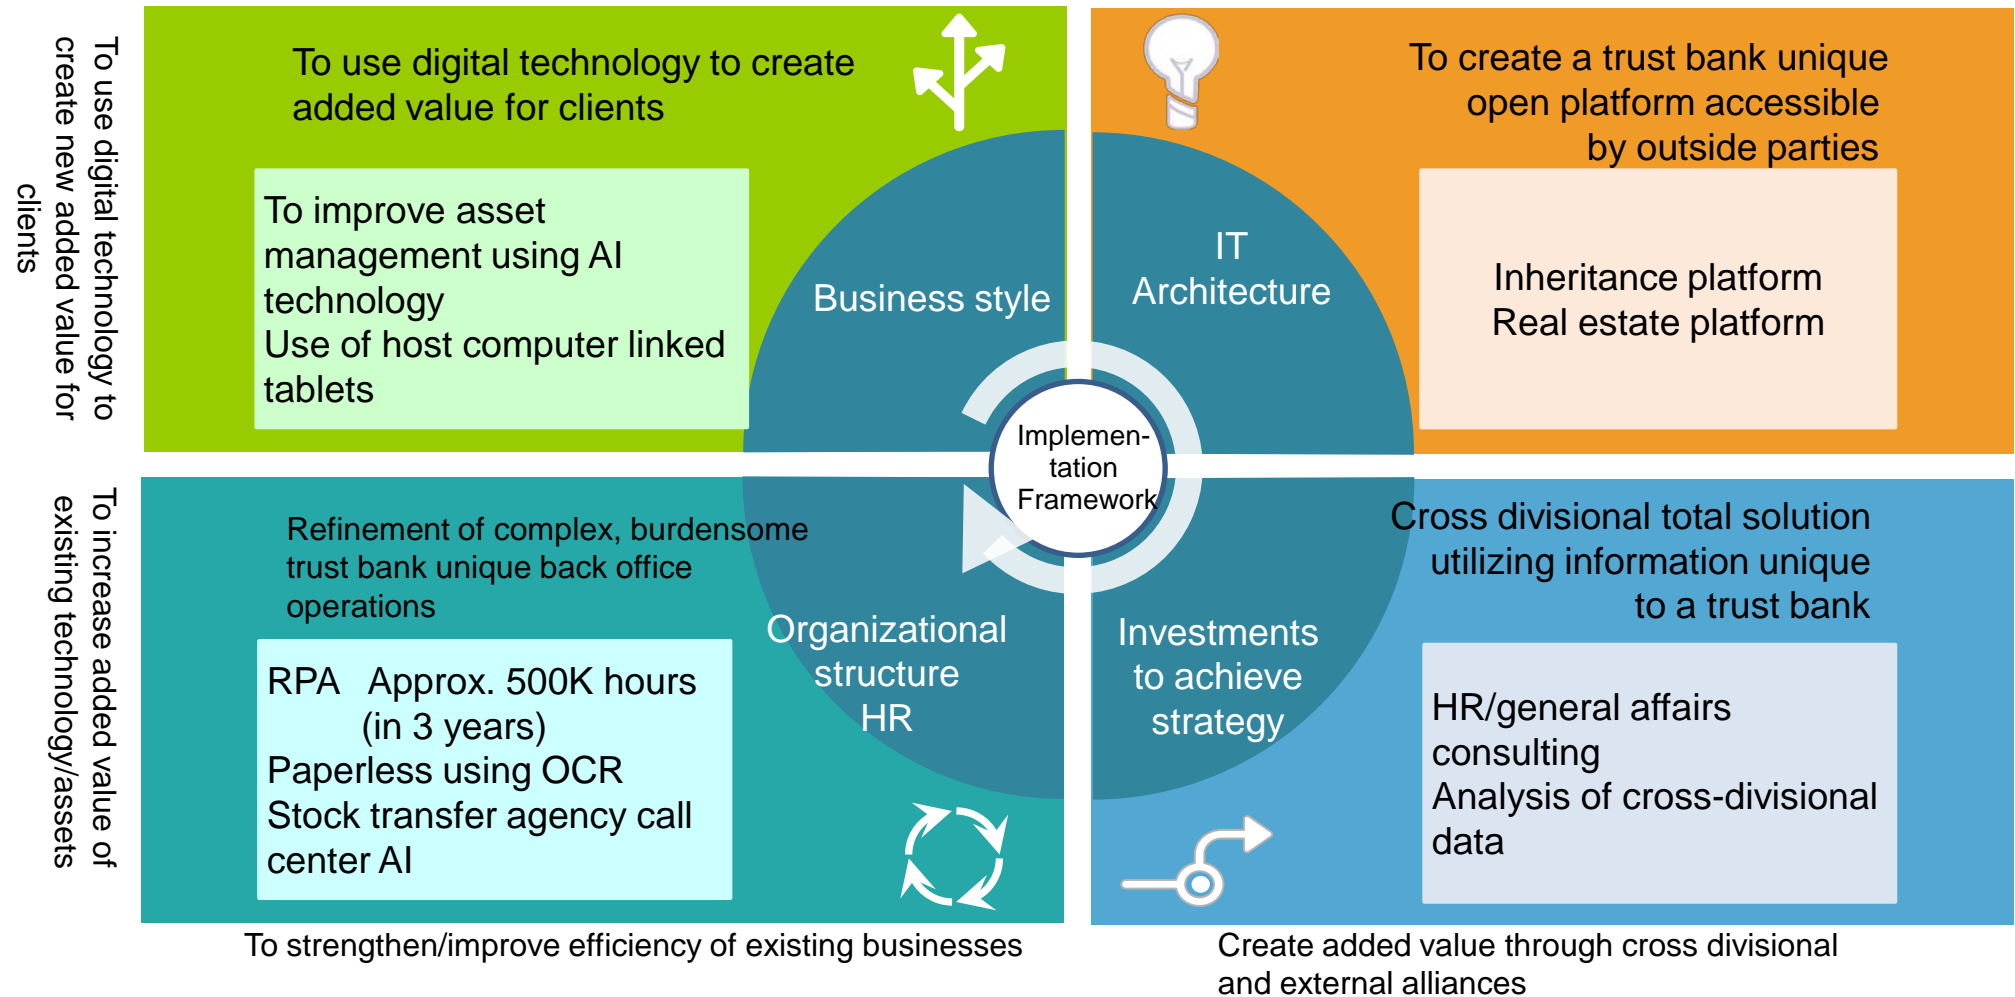 To use digital technology to
create new added value for
clients
To use digital technology to create
added value for clients
To improve asset
management using AI
technology
Use of host computer linked
tablets
Business style
IT
Architecture
To create a trust bank unique
open platform accessible
by outside parties
Inheritance platform
Real estate platform
Implemen-
tation
Framework
To increase added value of
existing technology/assets
Refinement of complex, burdensome
trust bank unique back office
operations
RPA Approx. 500K hours
(in 3 years)
Paperless using OCR
Stock transfer agency call
center AI
Organizational
structure
HR
Investments
to achieve
strategy
Cross divisional total solution
utilizing information unique
to a trust bank
HR/general affairs
consulting
Analysis of cross-divisional
data
To strengthen/improve efficiency of existing businesses
Create added value through cross divisional
and external alliances